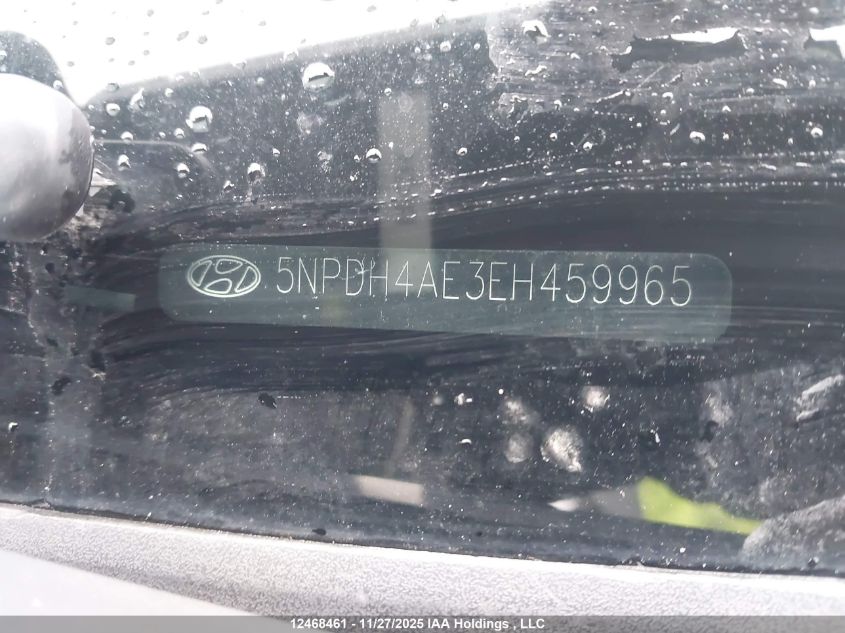 5NPDH4AE3EH459965
12468461 - 11/27/2025 IAA Holdings , LLC